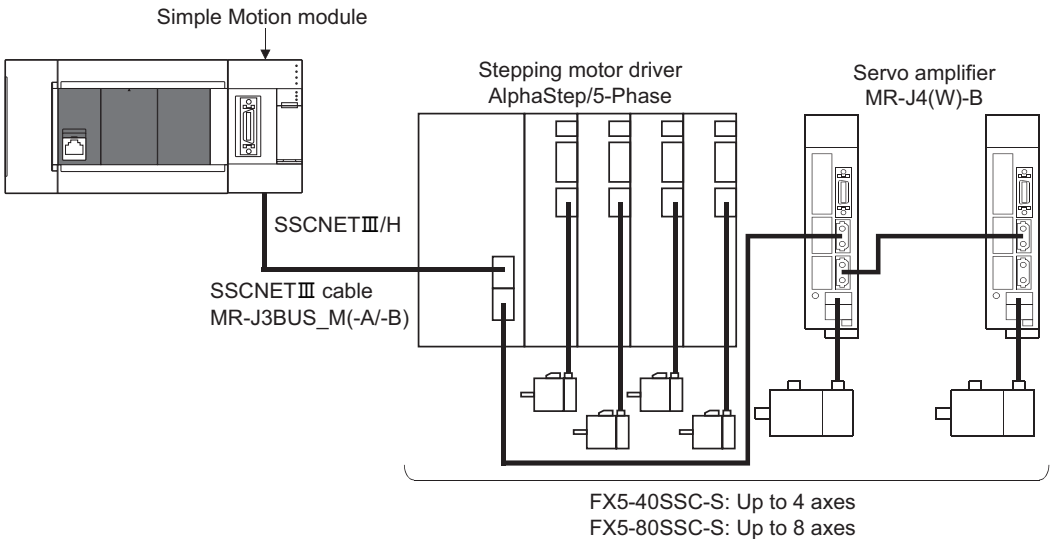 Simple Motion module
Stepping motor driver
AlphaStep/5-Phase
Servo amplifier
MR-J4(W)-B
SSCNETⅢ/H
SSCNETⅢ cable
MR-J3BUS_M(-A/-B)
FX5-40SSC-S: Up to 4 axes
FX5-80SSC-S: Up to 8 axes